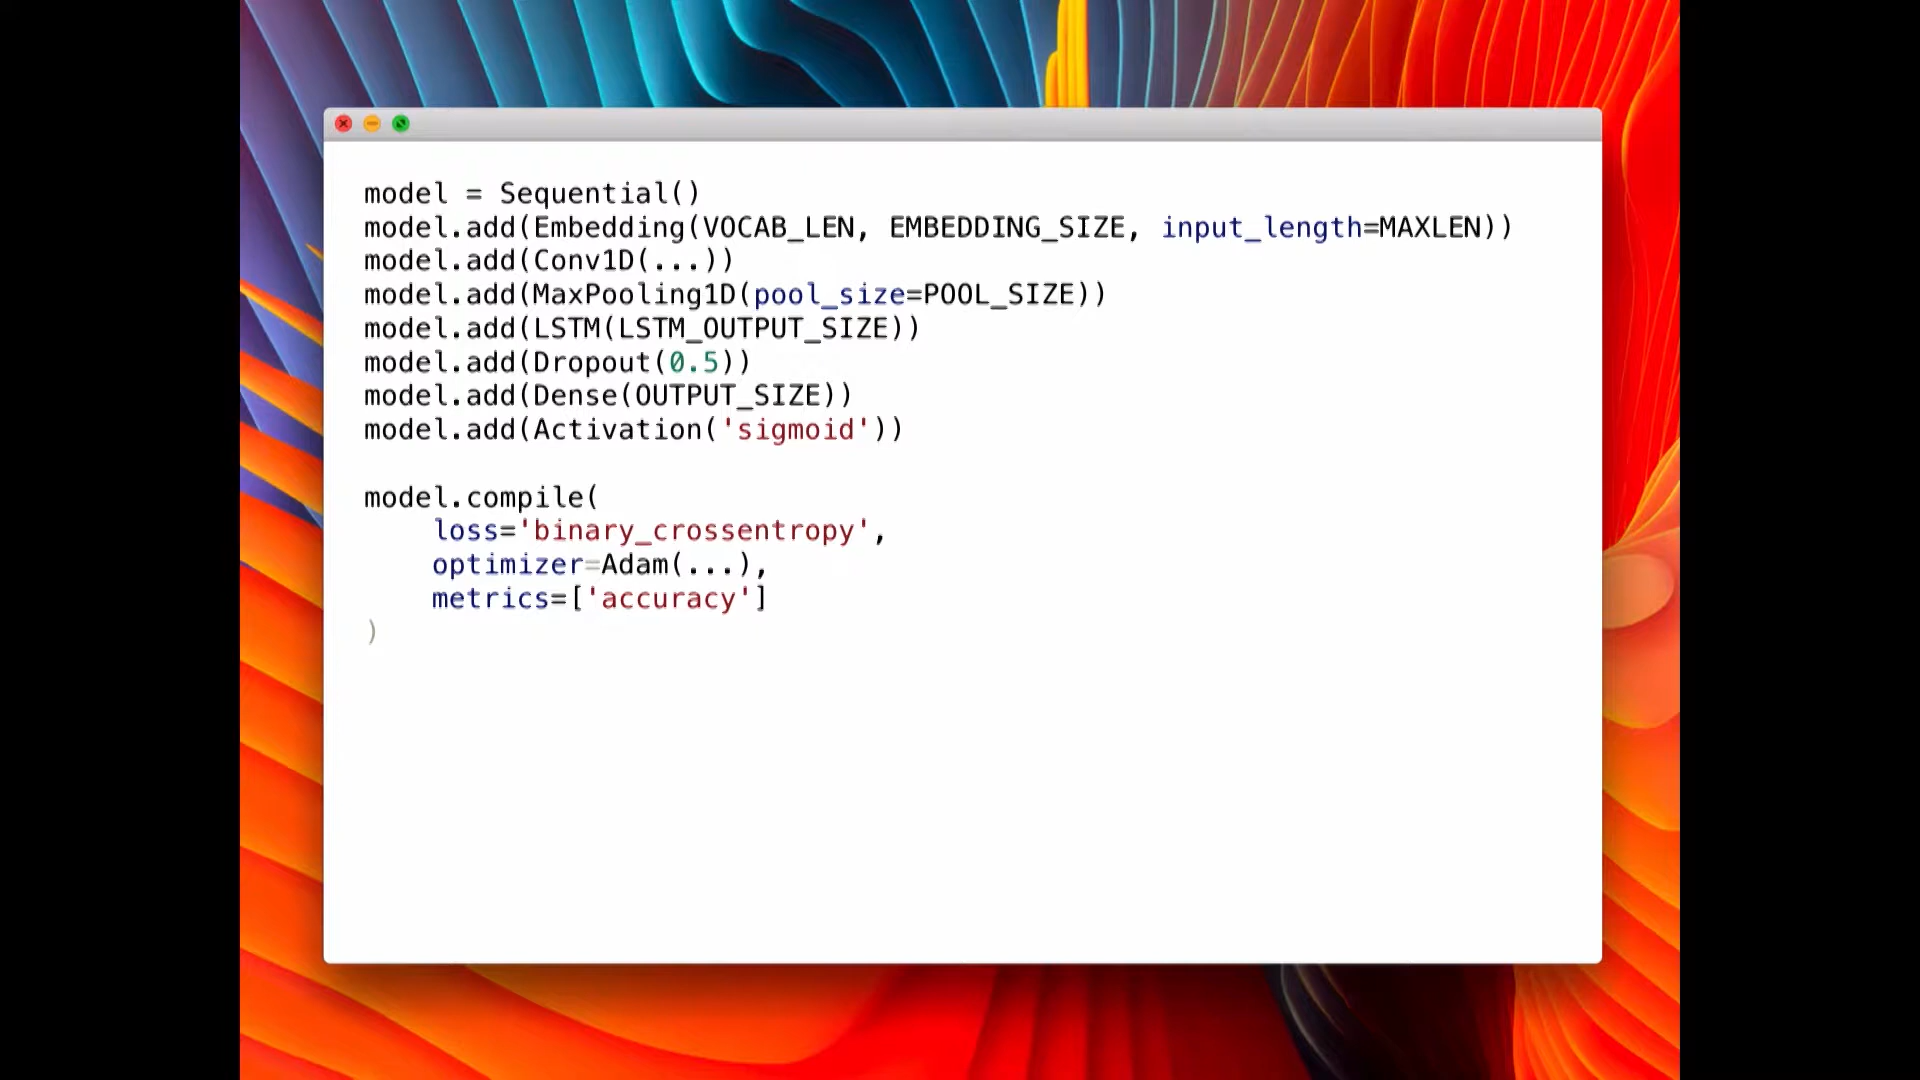 model = Sequential()
model.add(Embedding(VOCAB_LEN, EMBEDDING_SIZE, input_length=MAXLEN))
model.add(Conv1D(...))
model.add(MaxPooling1D(pool_size=POOL_SIZE))
model.add(LSTM(LSTM_OUTPUT_SIZE))
model.add(Dropout(0.5))
model.add(Dense(OUTPUT_SIZE))
model.add(Activation('sigmoid'))

model.compile(
    loss='binary_crossentropy',
    optimizer=Adam(...),
    metrics=['accuracy']
)